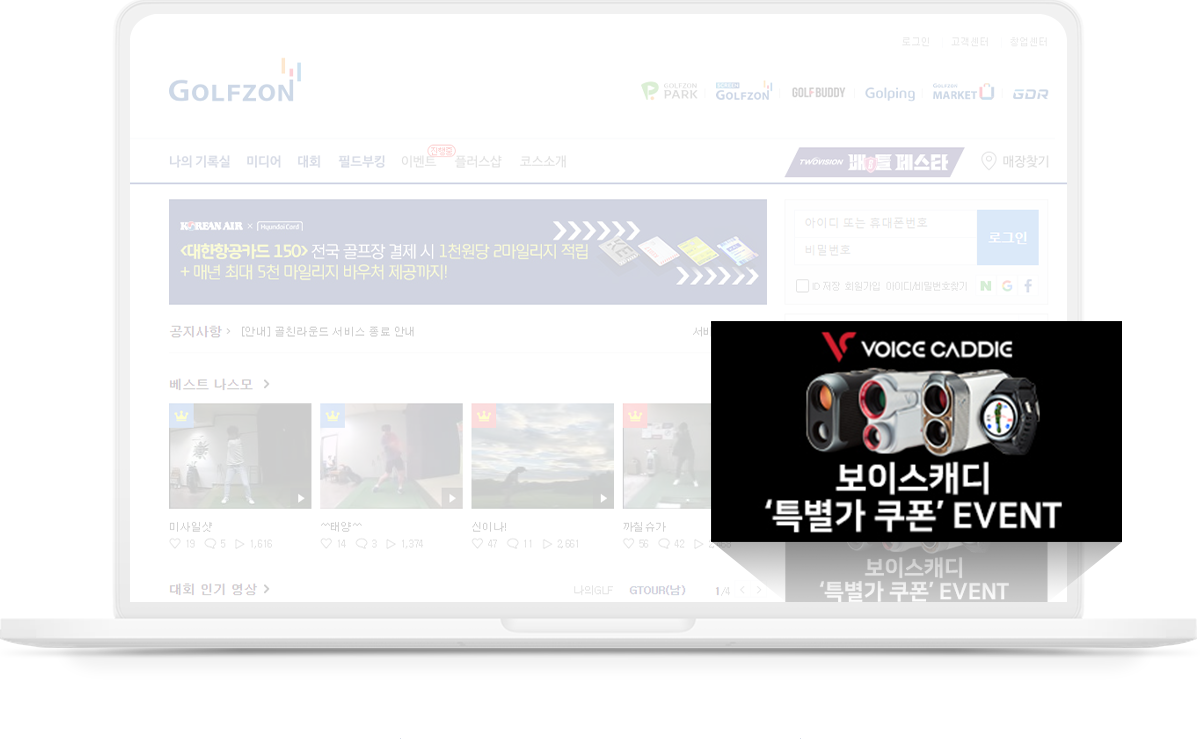 로그인 고객센터 창업센터
GOLFZON
GOLFZON PARK
SCREEN GOLFZON
GOLFBUDDY
Golping
GOLFZON MARKET
GDR
나의 기록실 미디어 대회 필드부킹 이벤트 진행중 플러스샵 코스소개
TWOVISION 배틀 페스타
매장찾기
KOREAN AIR × Hyundai Card
<대한항공카드 150> 전국 골프장 결제 시 1천원당 2마일리지 적립
+ 매년 최대 5천 마일리지 바우처 제공까지!
아이디 또는 휴대폰번호
비밀번호
로그인
ID 저장 회원가입 아이디/비밀번호찾기 N G f
공지사항 > [안내] 골친라운드 서비스 종료 안내
서비
베스트 나스모 >
미사일샷
19 5 1,616
^^태양^^
14 3 1,374
신이나!
47 11 2,661
까칠슈가
56 42
VOICE CADDIE
보이스캐디
‘특별가 쿠폰’ EVENT
보이스캐디
‘특별가 쿠폰’ EVENT
대회 인기 영상 >
나의GLF GTOUR(남) 1/4 < >